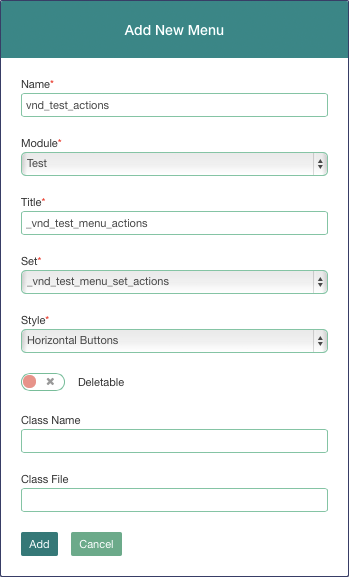 Add New Menu
Name*
vnd_test_actions
Module*
Test
Title*
_vnd_test_menu_actions
Set*
_vnd_test_menu_set_actions
Style*
Horizontal Buttons
Deletable
Class Name
Class File
Add Cancel